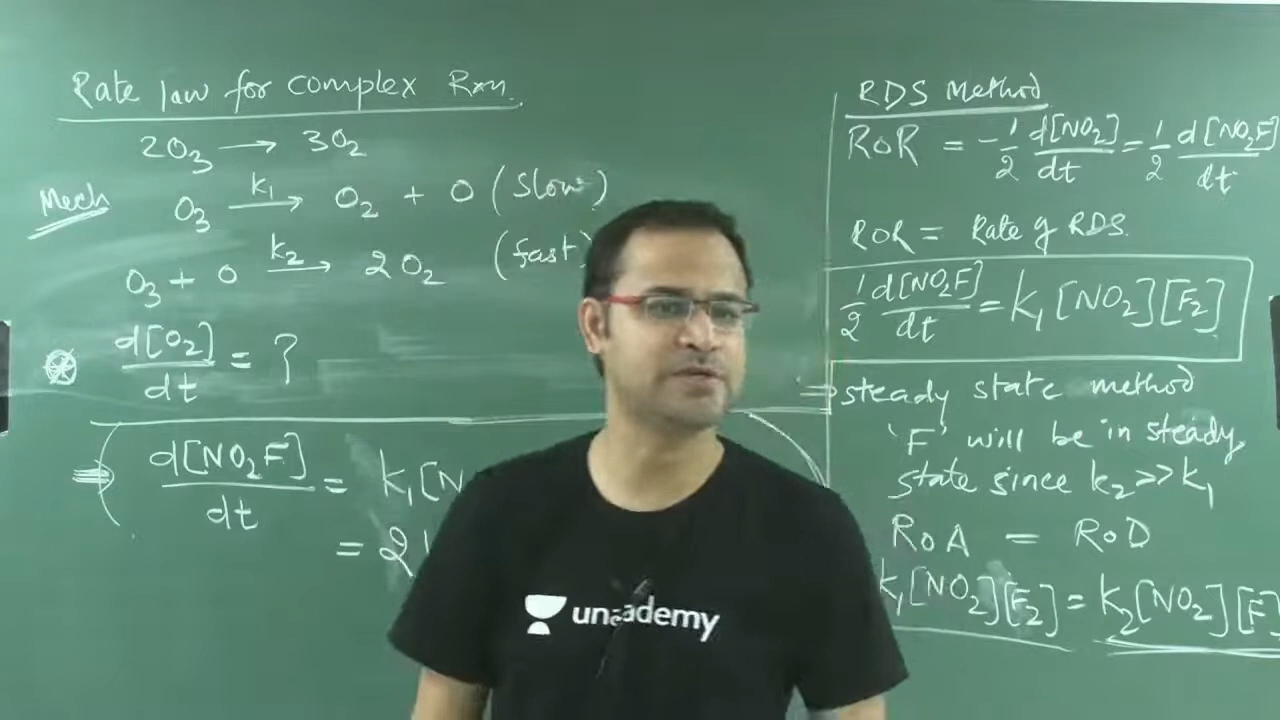 Rate law for complex Rxn.
2O₃ ⟶ 3O₂
Mech
O₃ —k₁→ O₂ + O (slow)
O₃ + O —k₂→ 2O₂ (fast)
d[O₂]/dt = ?
⇒ d[NO₂F]/dt = k₁[N
= 2
RDS Method
RoR = -1/2 d[NO₂]/dt = 1/2 d[NO₂F]/dt
ROR = Rate of RDS.
1/2 d[NO₂F]/dt = k₁[NO₂][F₂]
⇒ steady state method
'F' will be in steady
state since k₂ >> k₁
RoA = RoD
k₁[NO₂][F₂] = k₂[NO₂][F]
unacademy